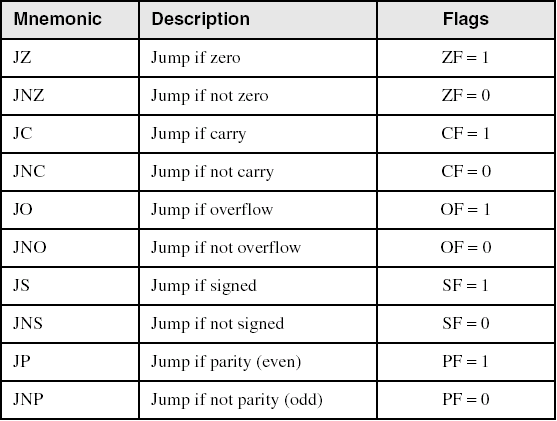 Mnemonic Description Flags
JZ Jump if zero ZF = 1
JNZ Jump if not zero ZF = 0
JC Jump if carry CF = 1
JNC Jump if not carry CF = 0
JO Jump if overflow OF = 1
JNO Jump if not overflow OF = 0
JS Jump if signed SF = 1
JNS Jump if not signed SF = 0
JP Jump if parity (even) PF = 1
JNP Jump if not parity (odd) PF = 0